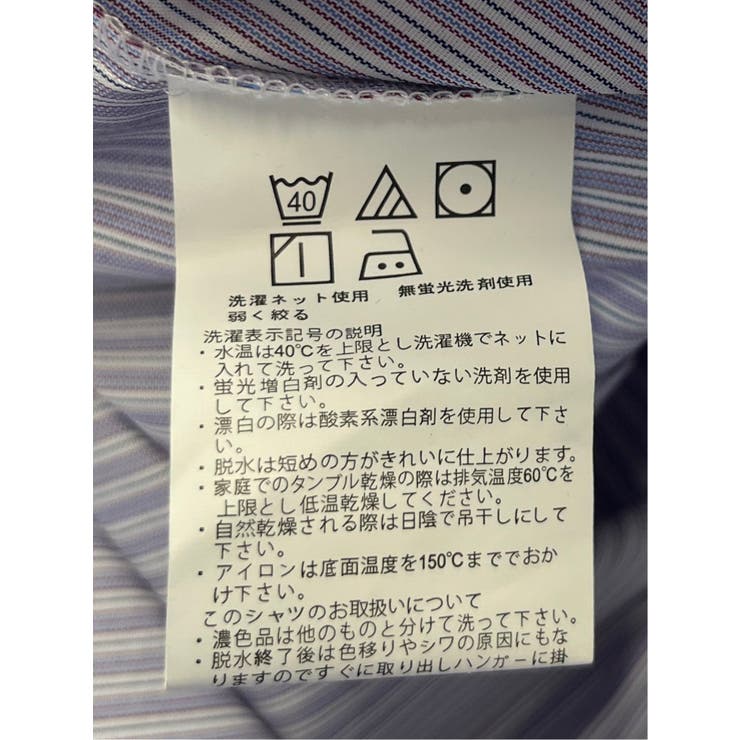 40
洗濯ネット使用　無蛍光洗剤使用
弱く絞る
洗濯表示記号の説明
・水温は40℃を上限とし洗濯機でネットに
入れて洗って下さい。
・蛍光増白剤の入っていない洗剤を使用
して下さい。
・漂白の際は酸素系漂白剤を使用して下さ
い。
・脱水は短めの方がきれいに仕上がります。
・家庭でのタンブル乾燥の際は排気温度60℃を
上限とし低温乾燥してください。
・自然乾燥される際は日陰で吊干しにして
下さい。
・アイロンは底面温度を150℃まででおか
け下さい。
このシャツのお取扱いについて
・濃色品は他のものと分けて洗って下さい。
・脱水終了後は色移りやシワの原因にもな
りますのですぐに取り出しハンガーに掛